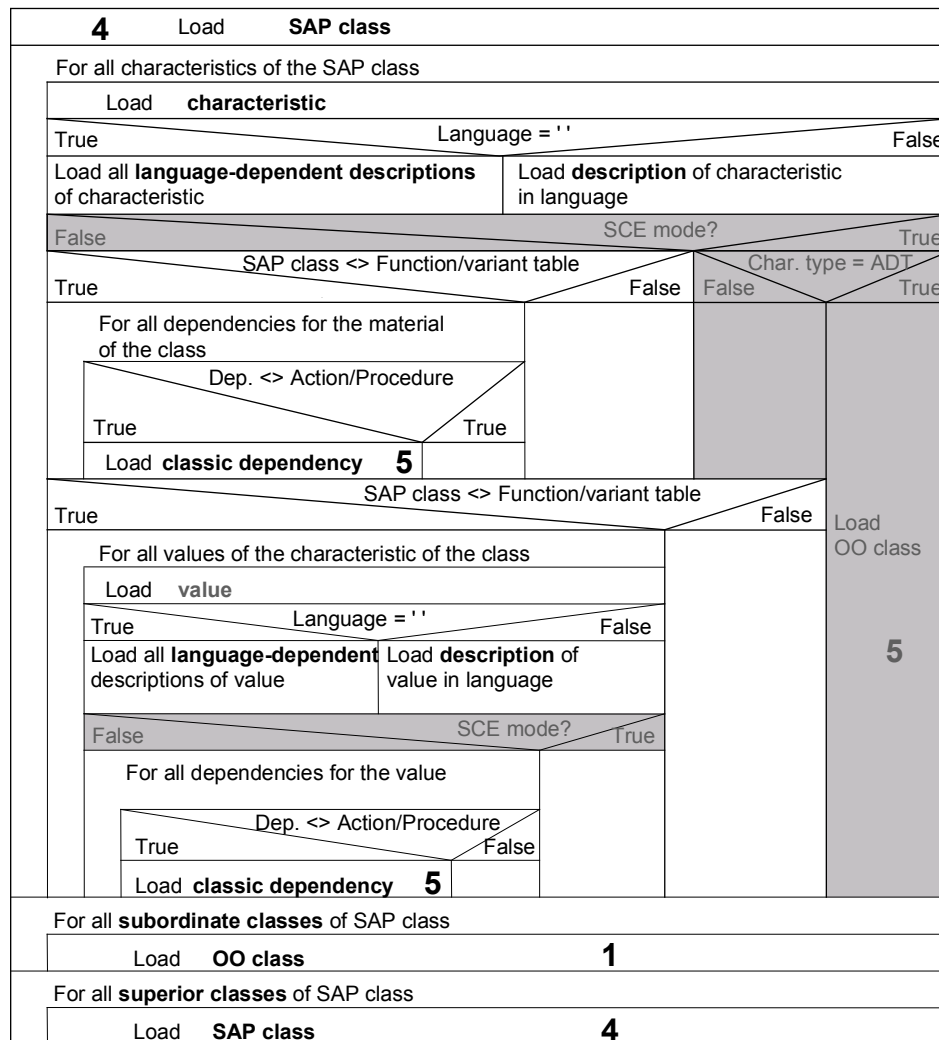 4 Load SAP class
For all characteristics of the SAP class
Load characteristic
True Language = ' ' False
Load all language-dependent descriptions
of characteristic
Load description of characteristic
in language
False SCE mode? True
SAP class <> Function/variant table
True False
Char. type = ADT
False True
For all dependencies for the material
of the class
Dep. <> Action/Procedure
True True
Load classic dependency 5
SAP class <> Function/variant table
True False
Load
OO class
5
For all values of the characteristic of the class
Load value
True Language = ' ' False
Load all language-dependent
descriptions of value
Load description of
value in language
False SCE mode? True
For all dependencies for the value
Dep. <> Action/Procedure
True False
Load classic dependency 5
For all subordinate classes of SAP class
Load OO class 1
For all superior classes of SAP class
Load SAP class 4